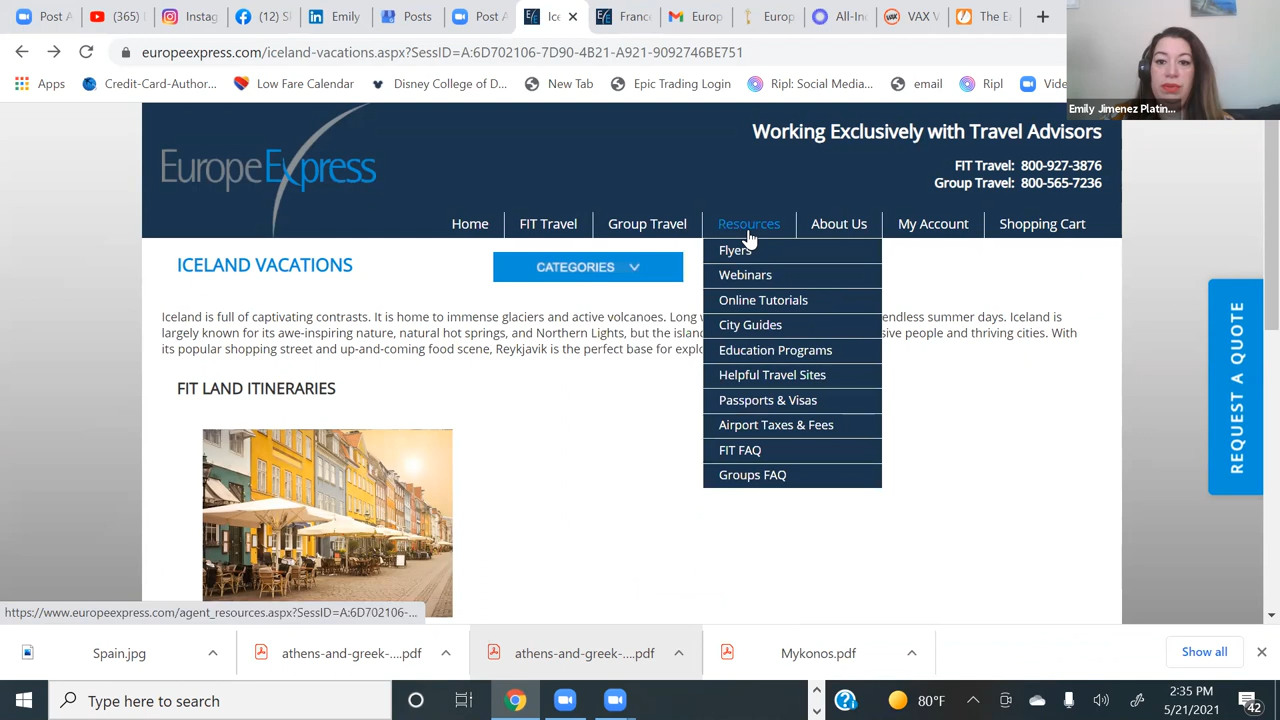 Post A
(365)
Instag
(12) S
Emily
Posts
Post A
Ice
Franc
Europ
Europ
All-In
VAX V
The Ea
europeexpress.com/iceland-vacations.aspx?SessID=A:6D702106-7D90-4B21-A921-9092746BE751
Apps
Credit-Card-Author...
Low Fare Calendar
Disney College of D...
New Tab
Epic Trading Login
Ripl: Social Media...
email
Ripl
Vide
Emily Jimenez Platin...
EuropeExpress
Working Exclusively with Travel Advisors
FIT Travel: 800-927-3876
Group Travel: 800-565-7236
Home
FIT Travel
Group Travel
Resources
About Us
My Account
Shopping Cart
Flyers
Webinars
Online Tutorials
City Guides
Education Programs
Helpful Travel Sites
Passports & Visas
Airport Taxes & Fees
FIT FAQ
Groups FAQ
ICELAND VACATIONS
CATEGORIES
Iceland is full of captivating contrasts. It is home to immense glaciers and active volcanoes. Long endless summer days. Iceland is
largely known for its awe-inspiring nature, natural hot springs, and Northern Lights, but the island people and thriving cities. With
its popular shopping street and up-and-coming food scene, Reykjavik is the perfect base for
FIT LAND ITINERARIES
REQUEST A QUOTE
https://www.europeexpress.com/agent_resources.aspx?SessID=A:6D702106-...
Spain.jpg
athens-and-greek-....pdf
athens-and-greek-....pdf
Mykonos.pdf
Show all
Type here to search
80°F
2:35 PM
5/21/2021
42